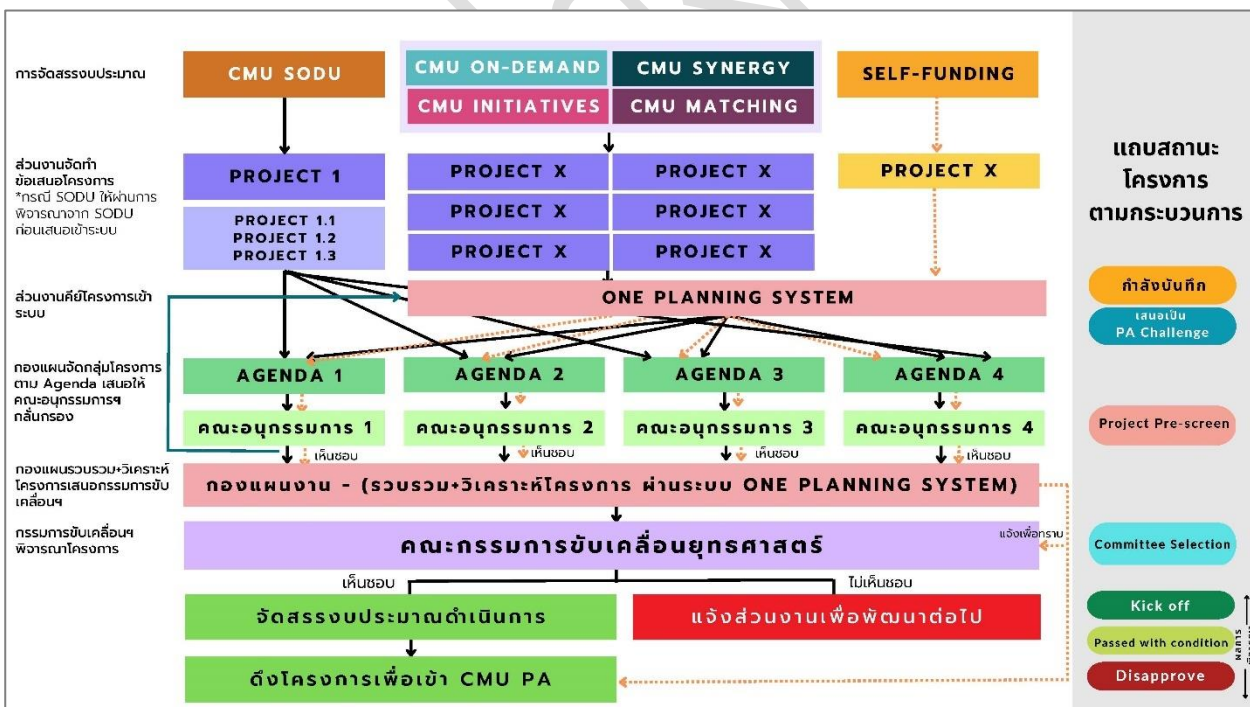 การจัดสรรงบประมาณ
CMU SODU
CMU ON-DEMAND
CMU SYNERGY
CMU INITIATIVES
CMU MATCHING
SELF-FUNDING
ส่วนงานจัดทำ
ข้อเสนอโครงการ
*กรณี SODU ให้ผ่านการ
พิจารณาจาก SODU
ก่อนเสนอเข้าระบบ
PROJECT 1
PROJECT 1.1
PROJECT 1.2
PROJECT 1.3
PROJECT X
PROJECT X
PROJECT X
PROJECT X
PROJECT X
PROJECT X
PROJECT X
ส่วนงานคีย์โครงการเข้า
ระบบ
ONE PLANNING SYSTEM
กองแผนจัดกลุ่มโครงการ
ตาม Agenda เสนอให้
คณะอนุกรรมการฯ
กลั่นกรอง
AGENDA 1
AGENDA 2
AGENDA 3
AGENDA 4
คณะอนุกรรมการ 1
คณะอนุกรรมการ 2
คณะอนุกรรมการ 3
คณะอนุกรรมการ 4
เห็นชอบ
เห็นชอบ
เห็นชอบ
เห็นชอบ
กองแผนรวบรวม+วิเคราะห์
โครงการเสนอกรรมการขับ
เคลื่อนฯ
กองแผนงาน - (รวบรวม+วิเคราะห์โครงการ ผ่านระบบ ONE PLANNING SYSTEM)
กรรมการขับเคลื่อนฯ
พิจารณาโครงการ
คณะกรรมการขับเคลื่อนยุทธศาสตร์
แจ้งเพื่อทราบ
เห็นชอบ
ไม่เห็นชอบ
จัดสรรงบประมาณดำเนินการ
แจ้งส่วนงานเพื่อพัฒนาต่อไป
ดึงโครงการเพื่อเข้า CMU PA
แถบสถานะ
โครงการ
ตามกระบวนการ
กำลังบันทึก
เสนอเป็น
PA Challenge
Project Pre-screen
Committee Selection
Kick off
Passed with condition
Disapprove